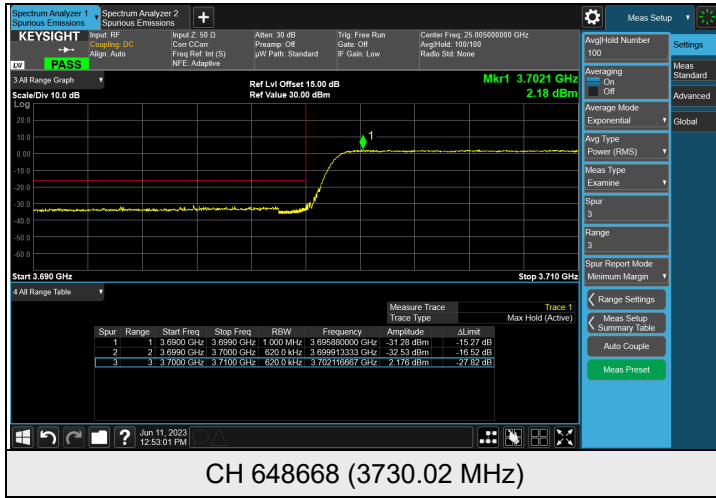 Spectrum Analyzer 1
Spurious Emissions
Spectrum Analyzer 2
Spurious Emissions
Meas Setup
KEYSIGHT
Input: RF
Coupling: DC
Align: Auto
Input Z: 50 Ω
Corr CCorr
Freq Ref: Int (S)
NFE: Adaptive
Atten: 30 dB
Preamp: Off
µW Path: Standard
Trig: Free Run
Gate: Off
IF Gain: Low
Center Freq: 25.005000000 GHz
Avg|Hold: 100/100
Radio Std: None
LXI
PASS
3 All Range Graph
Scale/Div 10.0 dB
Ref Lvl Offset 15.00 dB
Ref Value 30.00 dBm
Mkr1 3.7021 GHz
2.18 dBm
Log
20.0
10.0
0.00
-10.0
-20.0
-30.0
-40.0
-50.0
-60.0
1
Start 3.690 GHz
Stop 3.710 GHz
4 All Range Table
Measure Trace Trace 1
Trace Type Max Hold (Active)
Spur Range Start Freq Stop Freq RBW Frequency Amplitude ΔLimit
1 1 3.6900 GHz 3.6990 GHz 1.000 MHz 3.695880000 GHz -31.28 dBm -15.27 dB
2 2 3.6990 GHz 3.7000 GHz 620.0 kHz 3.699913333 GHz -32.53 dBm -16.52 dB
3 3 3.7000 GHz 3.7100 GHz 620.0 kHz 3.702116667 GHz 2.176 dBm -27.82 dB
Jun 11, 2023
12:53:01 PM
Avg|Hold Number
100
Averaging
On
Off
Average Mode
Exponential
Avg Type
Power (RMS)
Meas Type
Examine
Spur
3
Range
3
Spur Report Mode
Minimum Margin
Range Settings
Meas Setup
Summary Table
Auto Couple
Meas Preset
Settings
Meas
Standard
Advanced
Global
CH 648668 (3730.02 MHz)